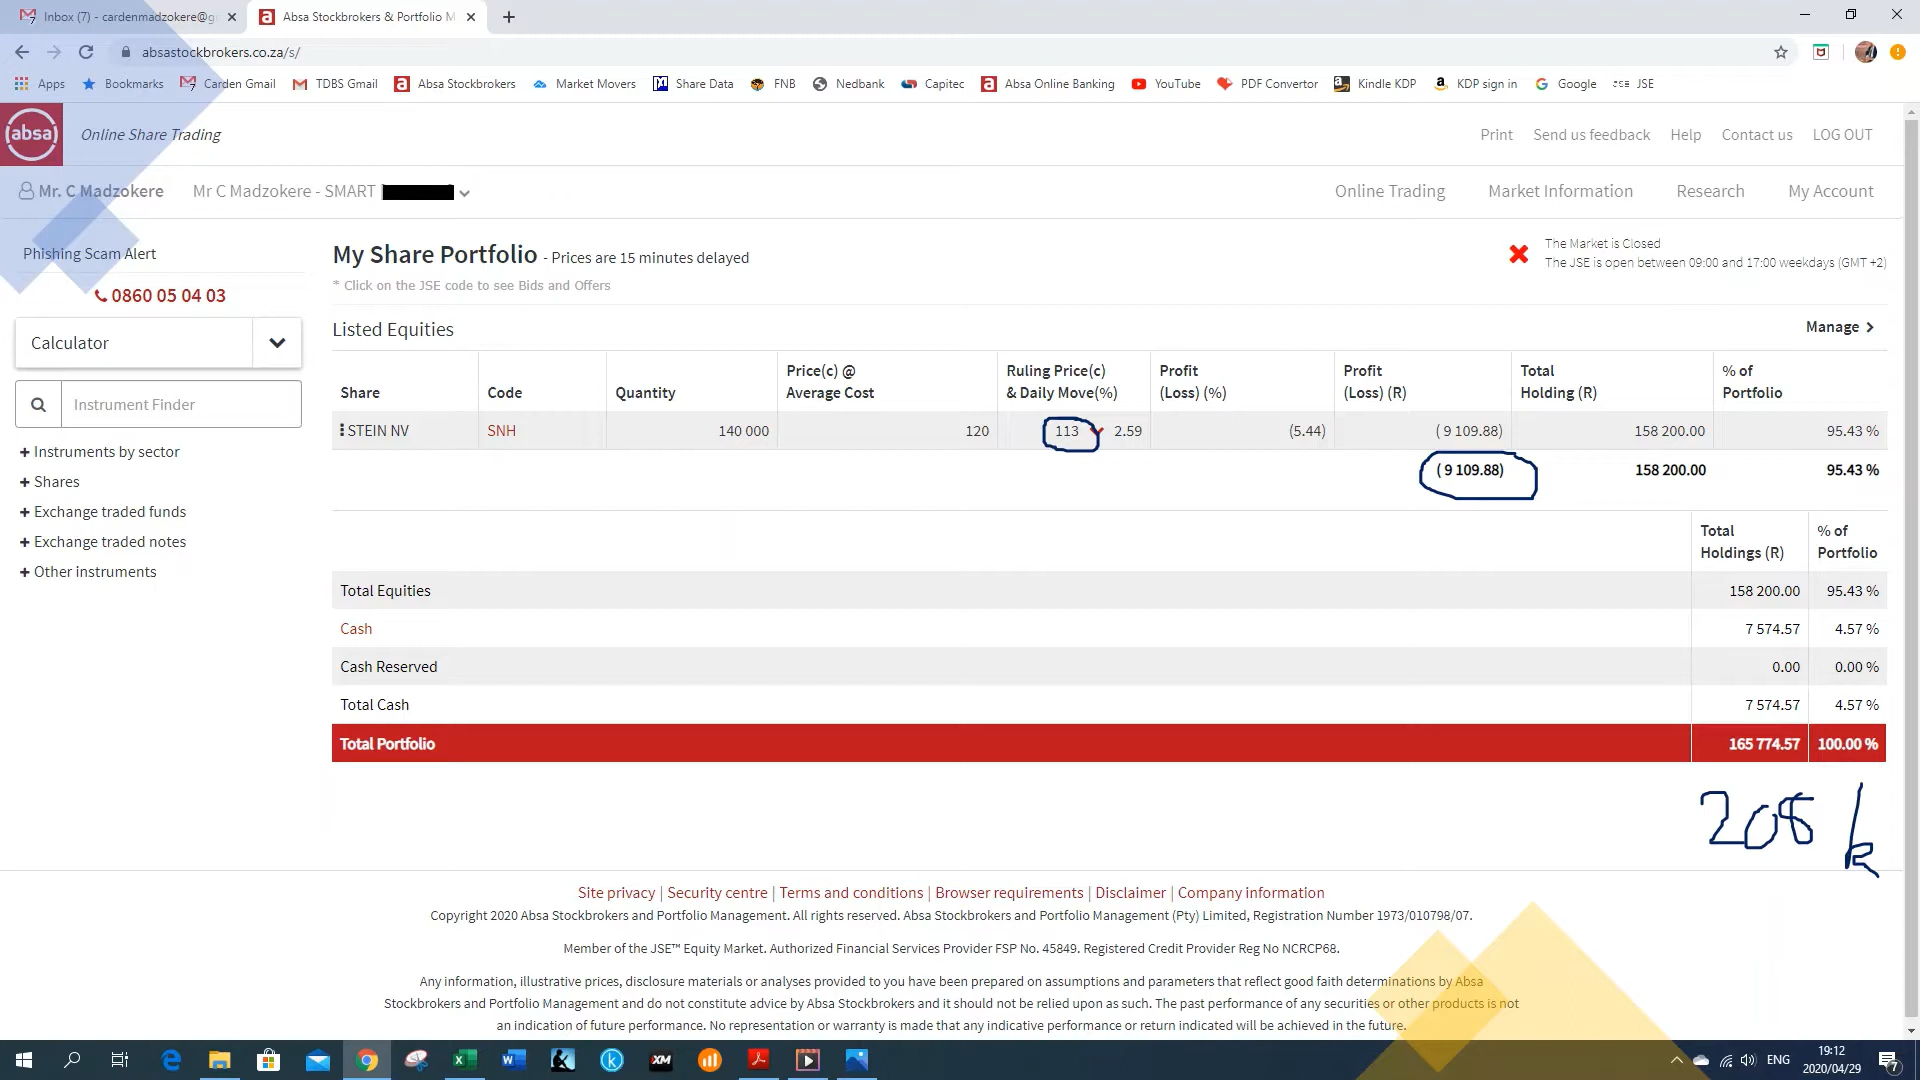 Inbox (7) - cardenmadzokere@g
Absa Stockbrokers & Portfolio M
absastockbrokers.co.za/s/
Apps Bookmarks Carden Gmail TDBS Gmail Absa Stockbrokers Market Movers Share Data FNB Nedbank Capitec Absa Online Banking YouTube PDF Convertor Kindle KDP KDP sign in Google JSE
absa Online Share Trading
Print Send us feedback Help Contact us LOG OUT
Mr. C Madzokere Mr C Madzokere - SMART
Online Trading Market Information Research My Account
Phishing Scam Alert
0860 05 04 03
Calculator
Instrument Finder
+ Instruments by sector
+ Shares
+ Exchange traded funds
+ Exchange traded notes
+ Other instruments
My Share Portfolio - Prices are 15 minutes delayed
* Click on the JSE code to see Bids and Offers
The Market is Closed
The JSE is open between 09:00 and 17:00 weekdays (GMT +2)
Listed Equities
Manage
Share Code Quantity Price(c) @ Average Cost Ruling Price(c) & Daily Move(%) Profit (Loss) (%) Profit (Loss) (R) Total Holding (R) % of Portfolio
STEIN NV SNH 140 000 120 113 2.59 (5.44) ( 9 109.88) 158 200.00 95.43 %
( 9 109.88) 158 200.00 95.43 %
Total Holdings (R) % of Portfolio
Total Equities 158 200.00 95.43 %
Cash 7 574.57 4.57 %
Cash Reserved 0.00 0.00 %
Total Cash 7 574.57 4.57 %
Total Portfolio 165 774.57 100.00 %
208 k
Site privacy | Security centre | Terms and conditions | Browser requirements | Disclaimer | Company information
Copyright 2020 Absa Stockbrokers and Portfolio Management. All rights reserved. Absa Stockbrokers and Portfolio Management (Pty) Limited, Registration Number 1973/010798/07.
Member of the JSE™ Equity Market. Authorized Financial Services Provider FSP No. 45849. Registered Credit Provider Reg No NCRCP68.
Any information, illustrative prices, disclosure materials or analyses provided to you have been prepared on assumptions and parameters that reflect good faith determinations by Absa
Stockbrokers and Portfolio Management and do not constitute advice by Absa Stockbrokers and it should not be relied upon as such. The past performance of any securities or other products is not
an indication of future performance. No representation or warranty is made that any indicative performance or return indicated will be achieved in the future.
ENG
19:12
2020/04/29
7